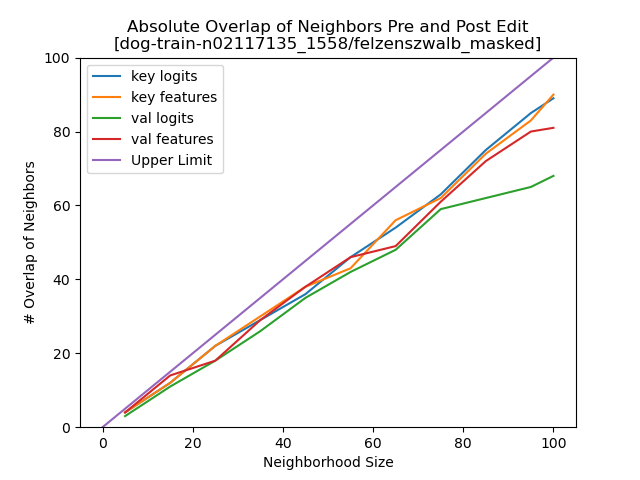 Absolute Overlap of Neighbors Pre and Post Edit
[dog-train-n02117135_1558/felzenszwalb_masked]
key logits
key features
val logits
val features
Upper Limit
100
80
60
40
20
0
# Overlap of Neighbors
0 20 40 60 80 100
Neighborhood Size